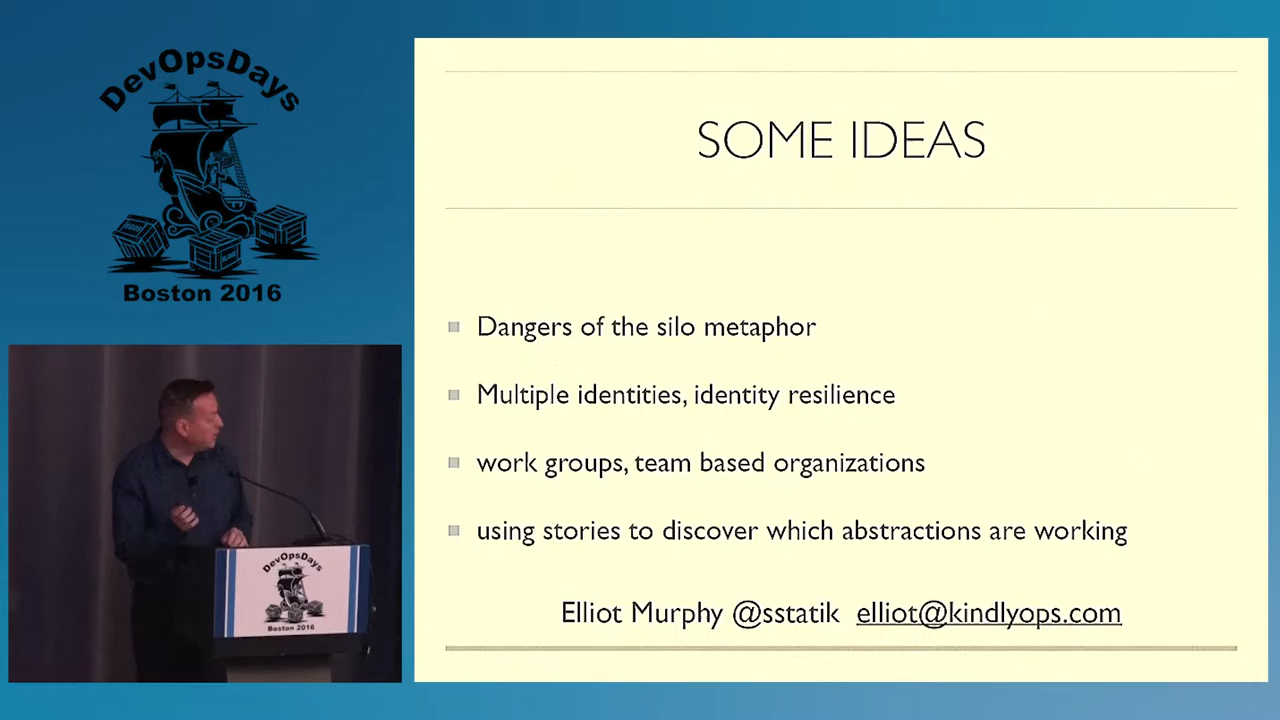 DevOpsDays
Boston 2016
SOME IDEAS
Dangers of the silo metaphor
Multiple identities, identity resilience
work groups, team based organizations
using stories to discover which abstractions are working
Elliot Murphy @sstatik elliot@kindlyops.com
DevOpsDays
Boston 2016